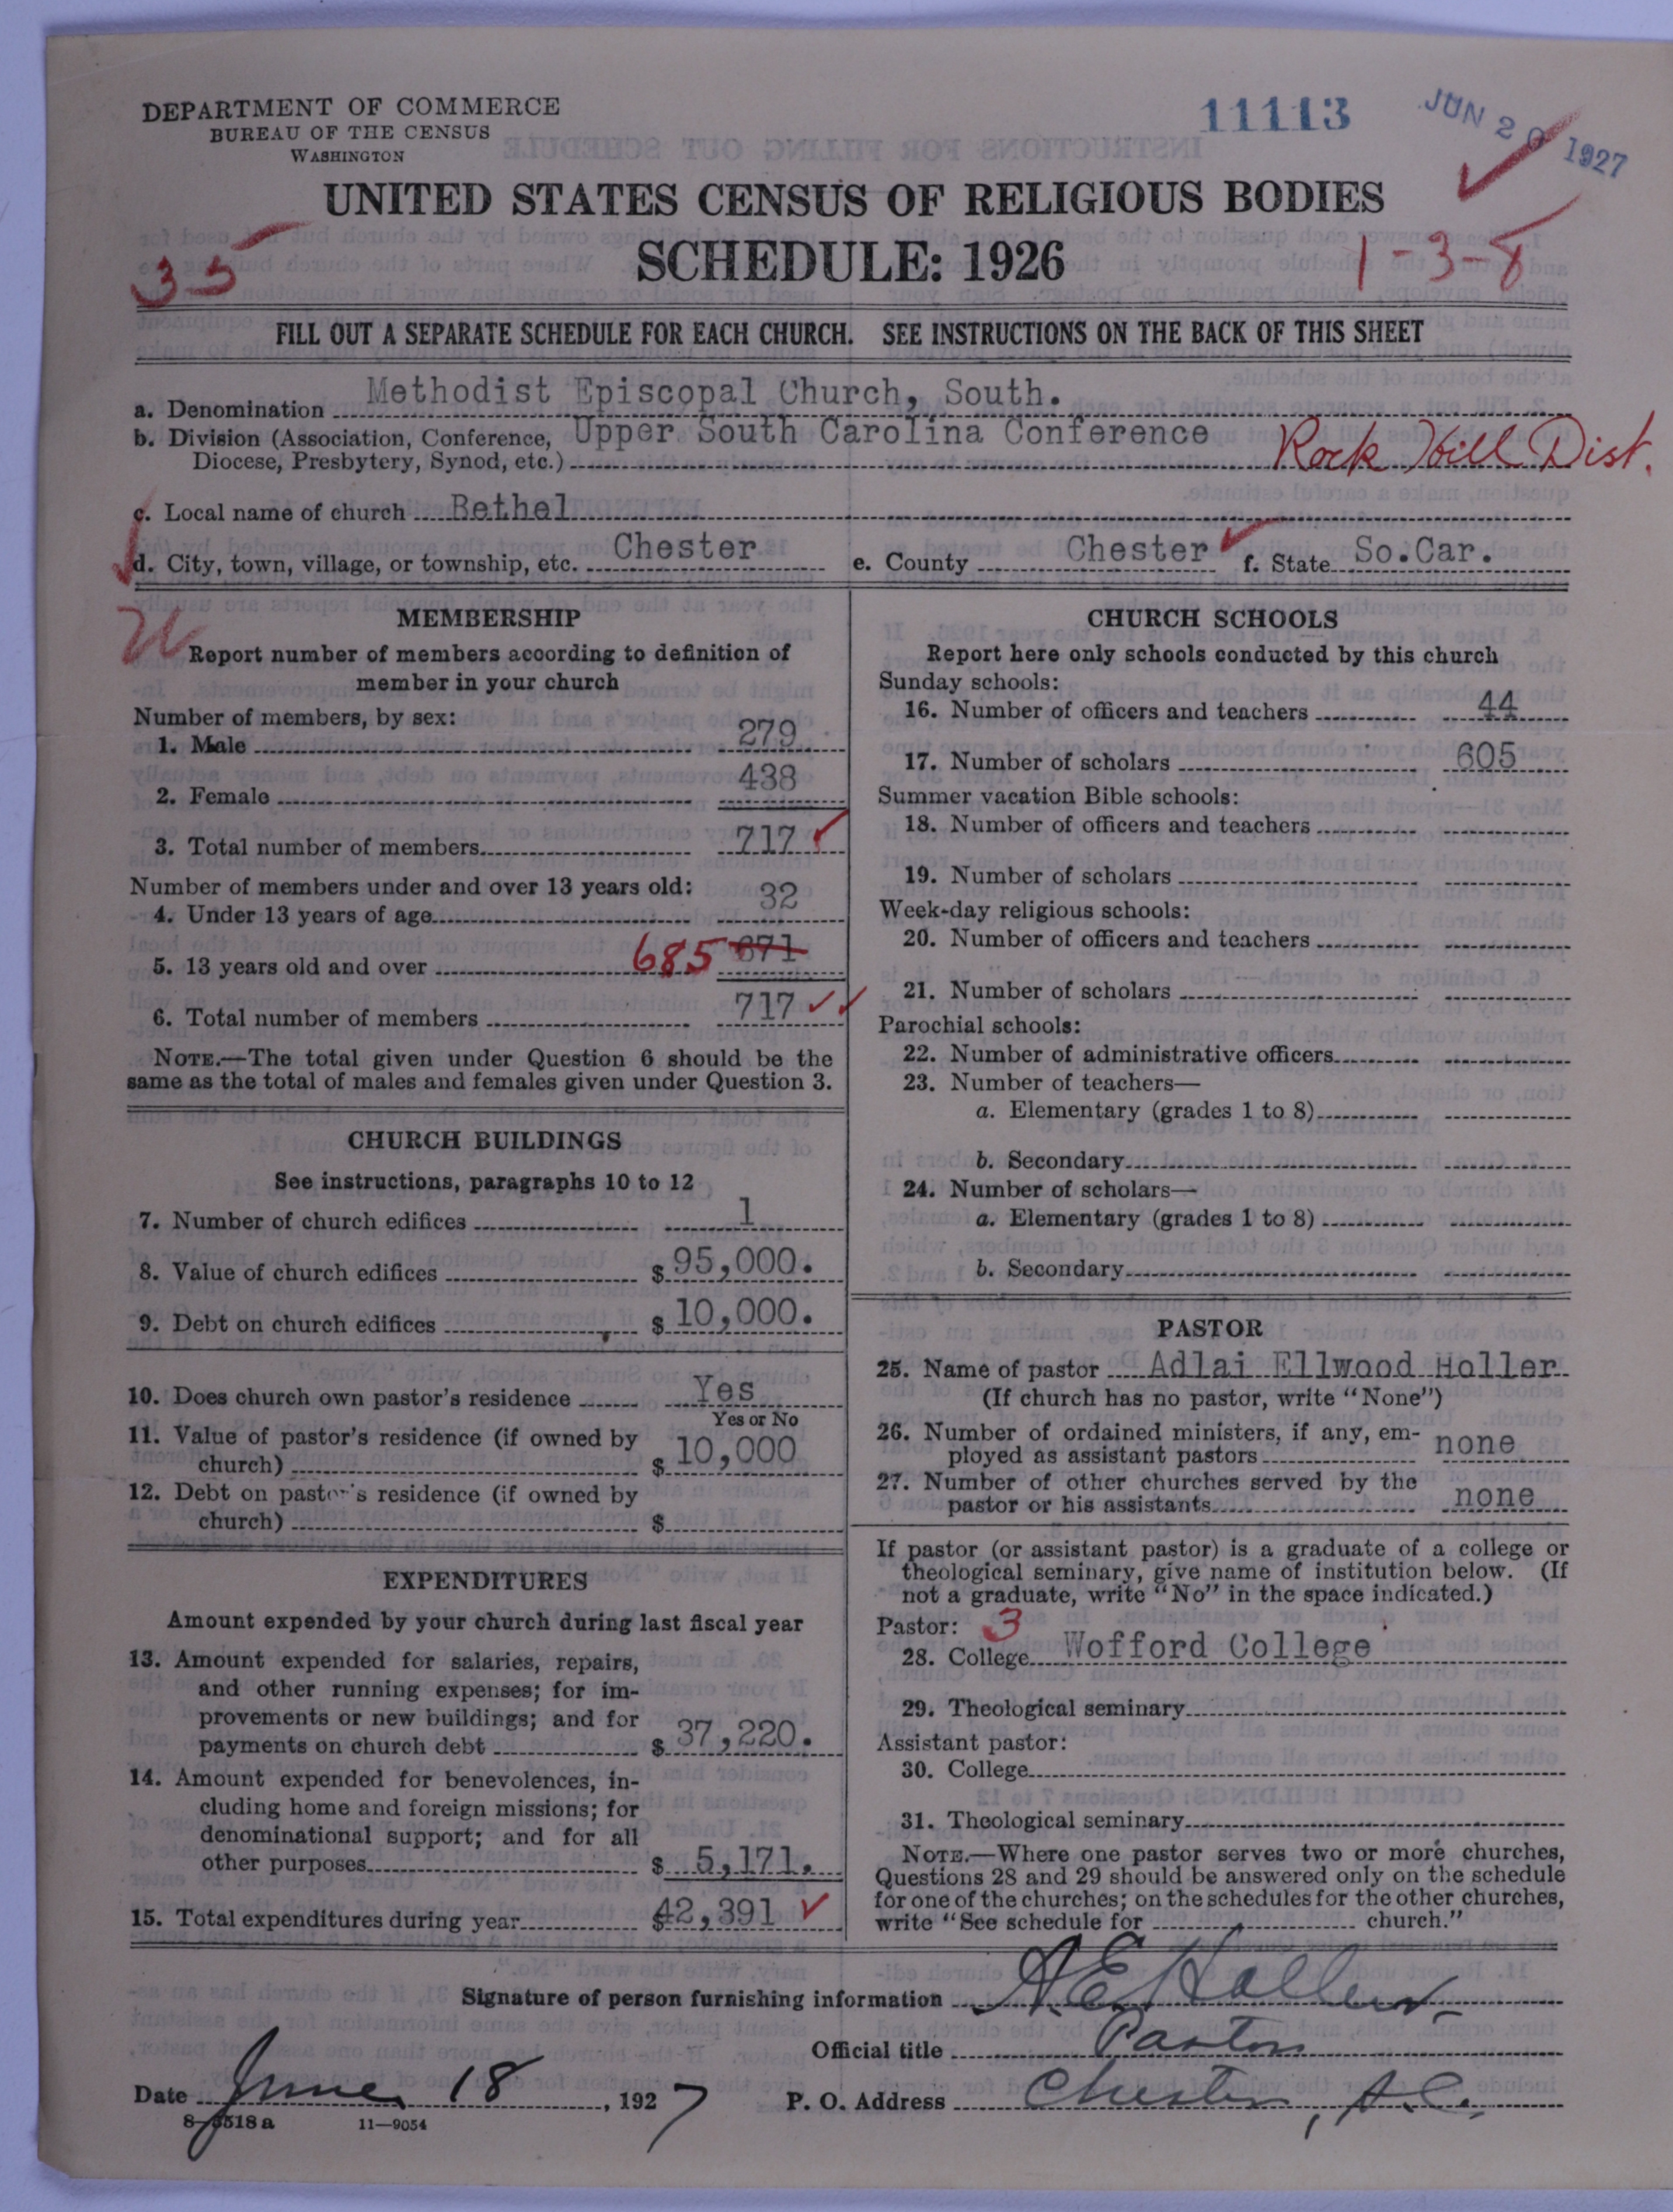 DEPARTMENT OF COMMERCE
BUREAU OF THE CENSUS
WASHINGTON
11113
JUN 20 1927
UNITED STATES CENSUS OF RELIGIOUS BODIES
SCHEDULE: 1926
35
1-3-8
FILL OUT A SEPARATE SCHEDULE FOR EACH CHURCH. SEE INSTRUCTIONS ON THE BACK OF THIS SHEET
a. Denomination Methodist Episcopal Church, South.
b. Division (Association, Conference, Upper South Carolina Conference
Diocese, Presbytery, Synod, etc.) Rock Hill Dist.
c. Local name of church Bethel
d. City, town, village, or township, etc. Chester e. County Chester f. State So.Car.
MEMBERSHIP
Report number of members according to definition of
member in your church
Number of members, by sex:
1. Male 279
2. Female 438
3. Total number of members 717
Number of members under and over 13 years old:
4. Under 13 years of age 32
5. 13 years old and over 685 671
6. Total number of members 717
NOTE.—The total given under Question 6 should be the
same as the total of males and females given under Question 3.
CHURCH BUILDINGS
See instructions, paragraphs 10 to 12
7. Number of church edifices 1
8. Value of church edifices $ 95,000.
9. Debt on church edifices $ 10,000.
10. Does church own pastor's residence Yes
Yes or No
11. Value of pastor's residence (if owned by
church) $ 10,000
12. Debt on pastor's residence (if owned by
church) $
EXPENDITURES
Amount expended by your church during last fiscal year
13. Amount expended for salaries, repairs,
and other running expenses; for im-
provements or new buildings; and for
payments on church debt $ 37,220.
14. Amount expended for benevolences, in-
cluding home and foreign missions; for
denominational support; and for all
other purposes $ 5,171.
15. Total expenditures during year $42,391
CHURCH SCHOOLS
Report here only schools conducted by this church
Sunday schools:
16. Number of officers and teachers 44
17. Number of scholars 605
Summer vacation Bible schools:
18. Number of officers and teachers
19. Number of scholars
Week-day religious schools:
20. Number of officers and teachers
21. Number of scholars
Parochial schools:
22. Number of administrative officers
23. Number of teachers—
a. Elementary (grades 1 to 8)
b. Secondary
24. Number of scholars—
a. Elementary (grades 1 to 8)
b. Secondary
PASTOR
25. Name of pastor Adlai Ellwood Holler
(If church has no pastor, write "None")
26. Number of ordained ministers, if any, em-
ployed as assistant pastors none
27. Number of other churches served by the
pastor or his assistants none
If pastor (or assistant pastor) is a graduate of a college or
theological seminary, give name of institution below. (If
not a graduate, write "No" in the space indicated.)
Pastor: 3
28. College Wofford College
29. Theological seminary
Assistant pastor:
30. College
31. Theological seminary
NOTE.—Where one pastor serves two or more churches,
Questions 28 and 29 should be answered only on the schedule
for one of the churches; on the schedules for the other churches,
write "See schedule for church."
Signature of person furnishing information A.E. Holler
Official title Pastor
Date June 18, 1927 P. O. Address Chester, S.C.
8-5518a 11-9054